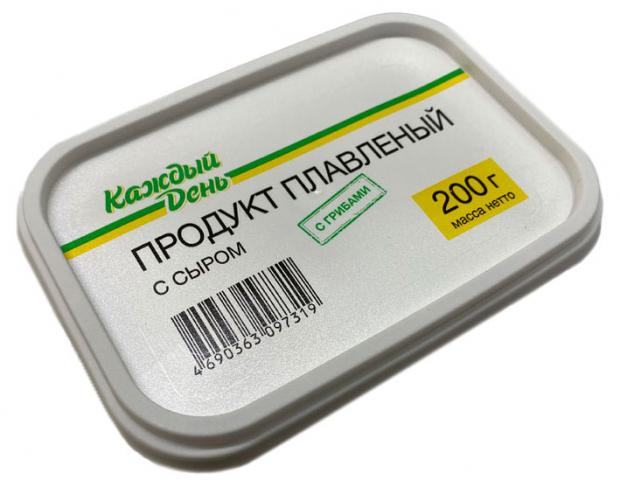 Каждый
День
ПРОДУКТ ПЛАВЛЕНЫЙ
С СЫРОМ
С ГРИБАМИ
200 г
масса нетто
4 690363 097319